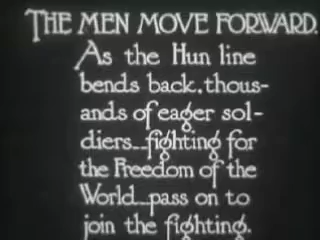 THE MEN MOVE FORWARD.
As the Hun line
bends back, thous-
ands of eager sol-
diers--fighting for
the Freedom of the
World--pass on to
join the fighting.